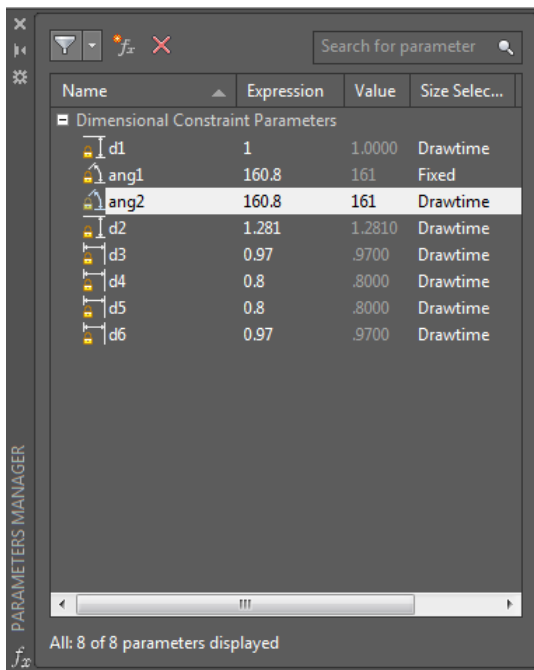 fx
Search for parameter
Name Expression Value Size Selec...
Dimensional Constraint Parameters
d1 1 1.0000 Drawtime
ang1 160.8 161 Fixed
ang2 160.8 161 Drawtime
d2 1.281 1.2810 Drawtime
d3 0.97 .9700 Drawtime
d4 0.8 .8000 Drawtime
d5 0.8 .8000 Drawtime
d6 0.97 .9700 Drawtime
All: 8 of 8 parameters displayed
PARAMETERS MANAGER
fx